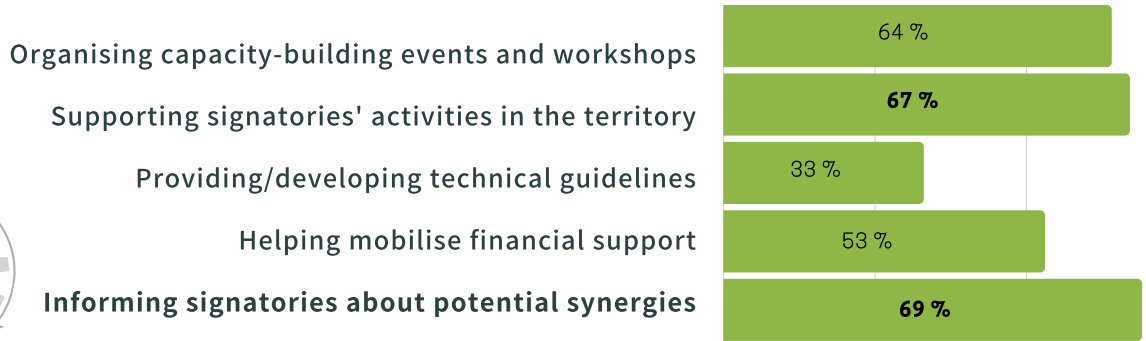 64 %
Organising capacity-building events and workshops
67 %
Supporting signatories' activities in the territory
33 %
Providing/developing technical guidelines
53 %
Helping mobilise financial support
69 %
Informing signatories about potential synergies